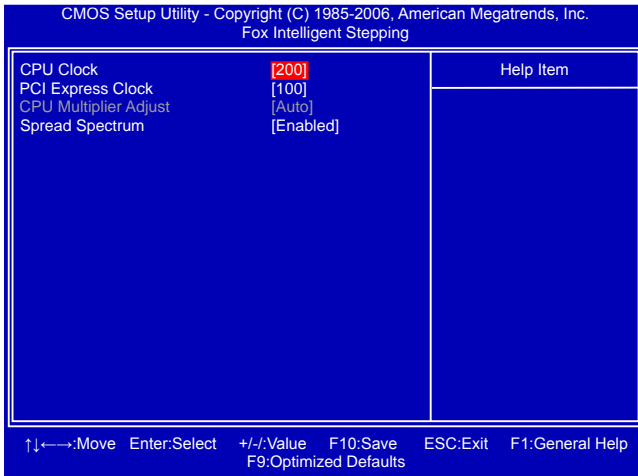 CMOS Setup Utility - Copyright (C) 1985-2006, American Megatrends, Inc.
Fox Intelligent Stepping
CPU Clock [200]
PCI Express Clock [100]
CPU Multiplier Adjust [Auto]
Spread Spectrum [Enabled]
Help Item
↑↓←→:Move Enter:Select +/-/:Value F10:Save ESC:Exit F1:General Help
F9:Optimized Defaults